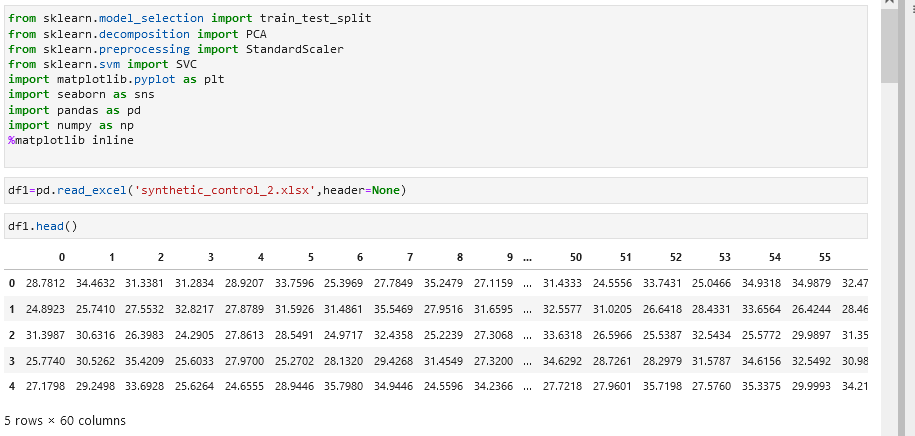 from sklearn.model_selection import train_test_split
from sklearn.decomposition import PCA
from sklearn.preprocessing import StandardScaler
from sklearn.svm import SVC
import matplotlib.pyplot as plt
import seaborn as sns
import pandas as pd
import numpy as np
%matplotlib inline
df1=pd.read_excel('synthetic_control_2.xlsx',header=None)
df1.head()
0 1 2 3 4 5 6 7 8 9 ... 50 51 52 53 54 55
0 28.7812 34.4632 31.3381 31.2834 28.9207 33.7596 25.3969 27.7849 35.2479 27.1159 ... 31.4333 24.5556 33.7431 25.0466 34.9318 34.9879 32.47
1 24.8923 25.7410 27.5532 32.8217 27.8789 31.5926 31.4861 35.5469 27.9516 31.6595 ... 32.5577 31.0205 26.6418 28.4331 33.6564 26.4244 28.46
2 31.3987 30.6316 26.3983 24.2905 27.8613 28.5491 24.9717 32.4358 25.2239 27.3068 ... 33.6318 26.5966 25.5387 32.5434 25.5772 29.9897 31.35
3 25.7740 30.5262 35.4209 25.6033 27.9700 25.2702 28.1320 29.4268 31.4549 27.3200 ... 34.6292 28.7261 28.2979 31.5787 34.6156 32.5492 30.98
4 27.1798 29.2498 33.6928 25.6264 24.6555 28.9446 35.7980 34.9446 24.5596 34.2366 ... 27.7218 27.9601 35.7198 27.5760 35.3375 29.9993 34.21
5 rows × 60 columns